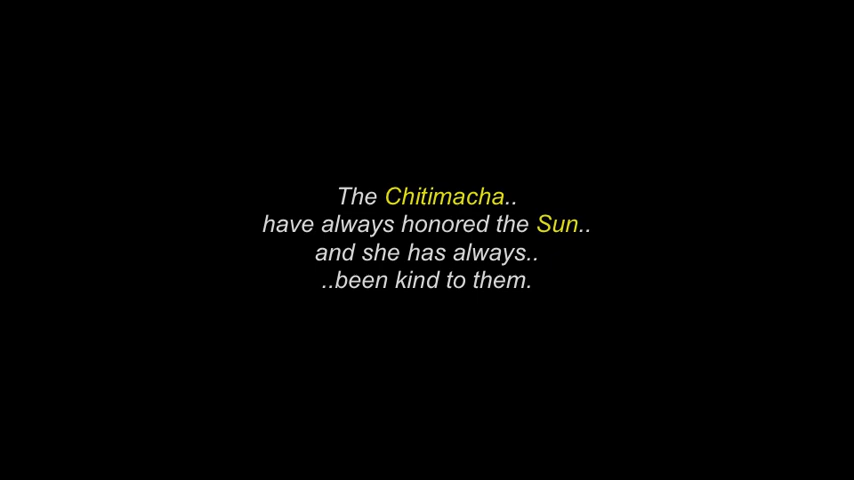 The Chitimacha..
have always honored the Sun..
and she has always..
..been kind to them.